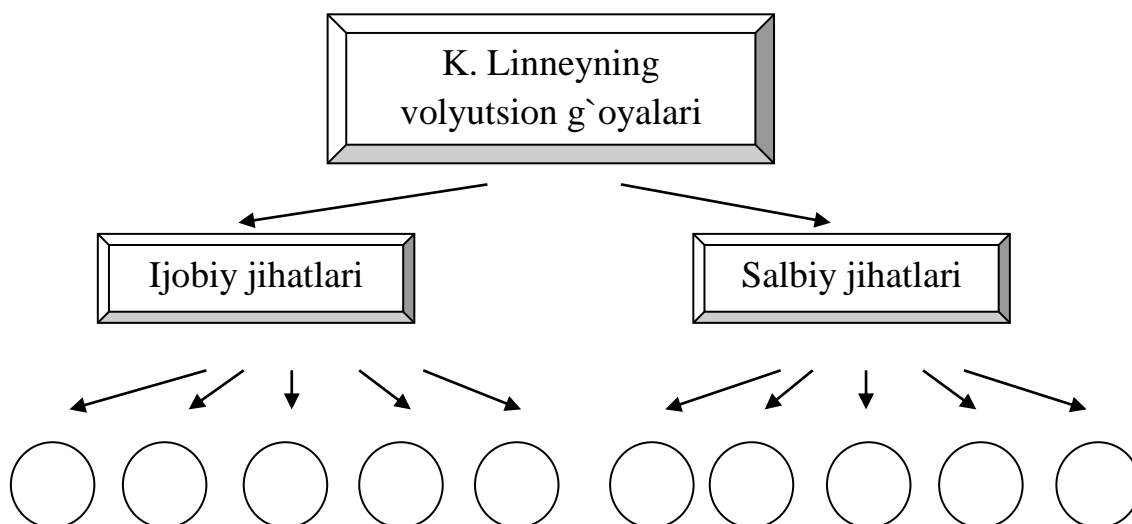 K. Linneyning
volyutsion g`oyalari
Ijobiy jihatlari
Salbiy jihatlari